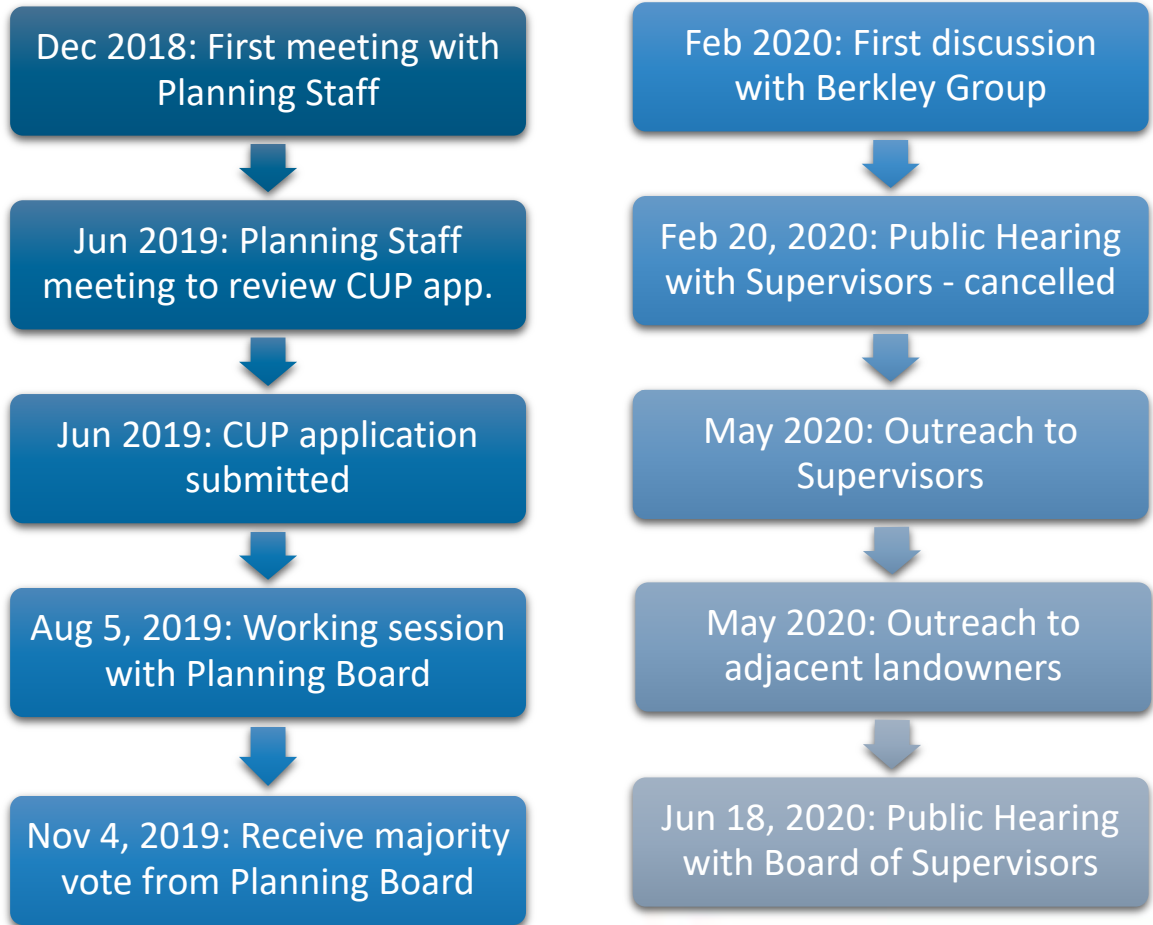 Dec 2018: First meeting with
Planning Staff
Jun 2019: Planning Staff
meeting to review CUP app.
Jun 2019: CUP application
submitted
Aug 5, 2019: Working session
with Planning Board
Nov 4, 2019: Receive majority
vote from Planning Board
Feb 2020: First discussion
with Berkley Group
Feb 20, 2020: Public Hearing
with Supervisors - cancelled
May 2020: Outreach to
Supervisors
May 2020: Outreach to
adjacent landowners
Jun 18, 2020: Public Hearing
with Board of Supervisors